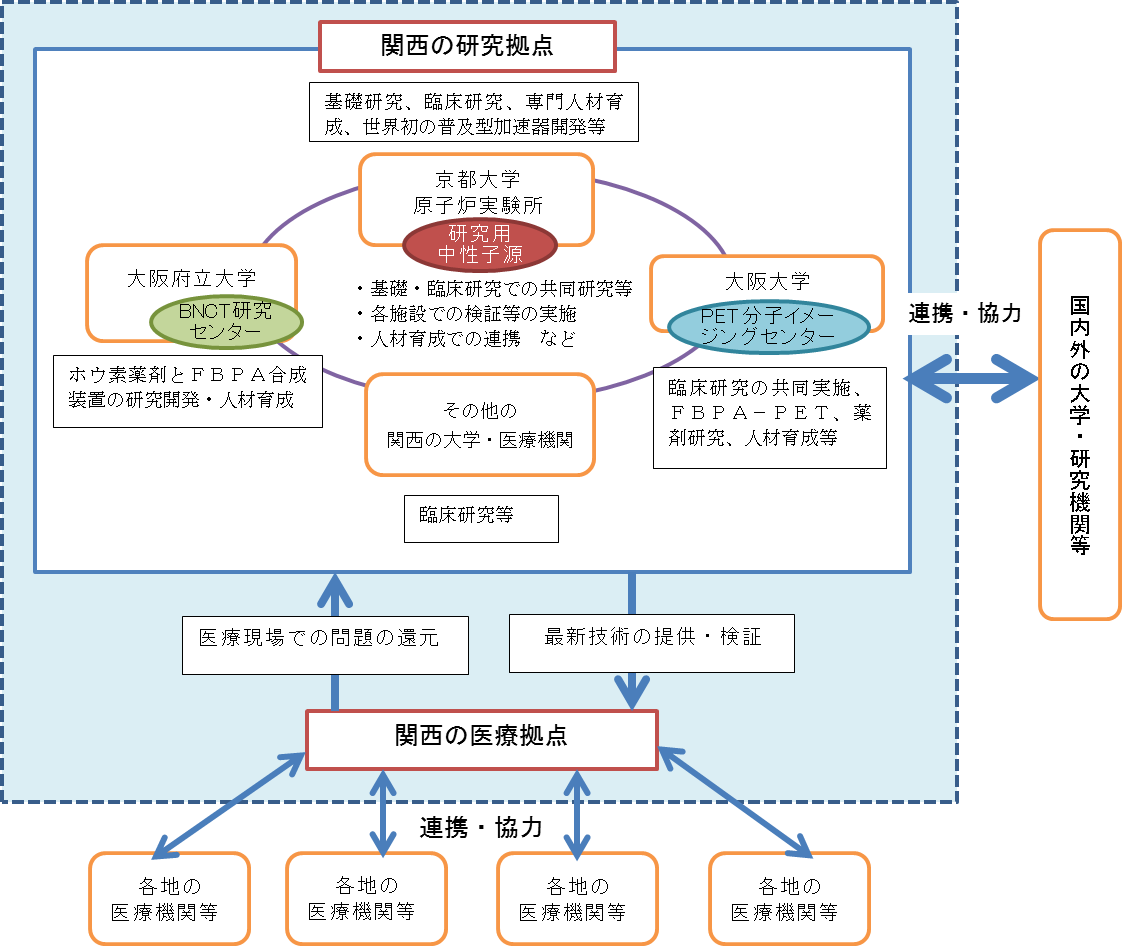 関西の研究拠点
基礎研究、臨床研究、専門人材育
成、世界初の普及型加速器開発等
京都大学
原子炉実験所
研究用
中性子源
大阪府立大学
BNCT研究
センター
大阪大学
PET分子イメー
ジングセンター
・基礎・臨床研究での共同研究等
・各施設での検証等の実施
・人材育成での連携　など
ホウ素薬剤とＦＢＰＡ合成
装置の研究開発・人材育成
その他の
関西の大学・医療機関
臨床研究の共同実施、
ＦＢＰＡ－ＰＥＴ、薬
剤研究、人材育成等
臨床研究等
連携・協力
国内外の大学・研究機関等
医療現場での問題の還元
最新技術の提供・検証
関西の医療拠点
連携・協力
各地の
医療機関等
各地の
医療機関等
各地の
医療機関等
各地の
医療機関等